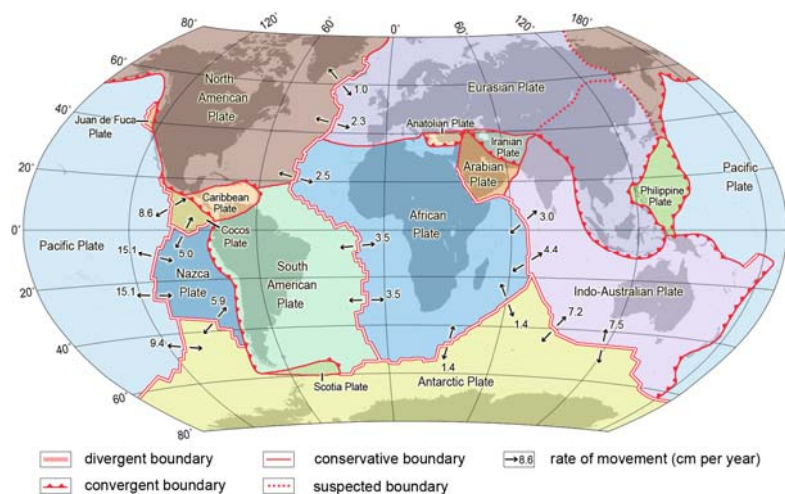 0˚
60˚
120˚
180˚
60˚
40˚
20˚
0˚
20˚
40˚
60˚
80˚
North
American
Plate
Eurasian Plate
1.0
2.3
Juan de Fuca
Plate
Anatolian Plate
Iranian
Plate
Arabian
Plate
2.5
Caribbean
Plate
8.6
Cocos
Plate
African
Plate
Philippine
Plate
Pacific
Plate
3.0
Pacific Plate
15.1
5.0
3.5
4.4
Nazca
Plate
South
American
Plate
Indo-Australian Plate
15.1
5.9
3.5
1.4
7.2
7.5
9.4
1.4
Scotia Plate
Antarctic Plate
divergent boundary
conservative boundary
8.6
rate of movement (cm per year)
convergent boundary
suspected boundary